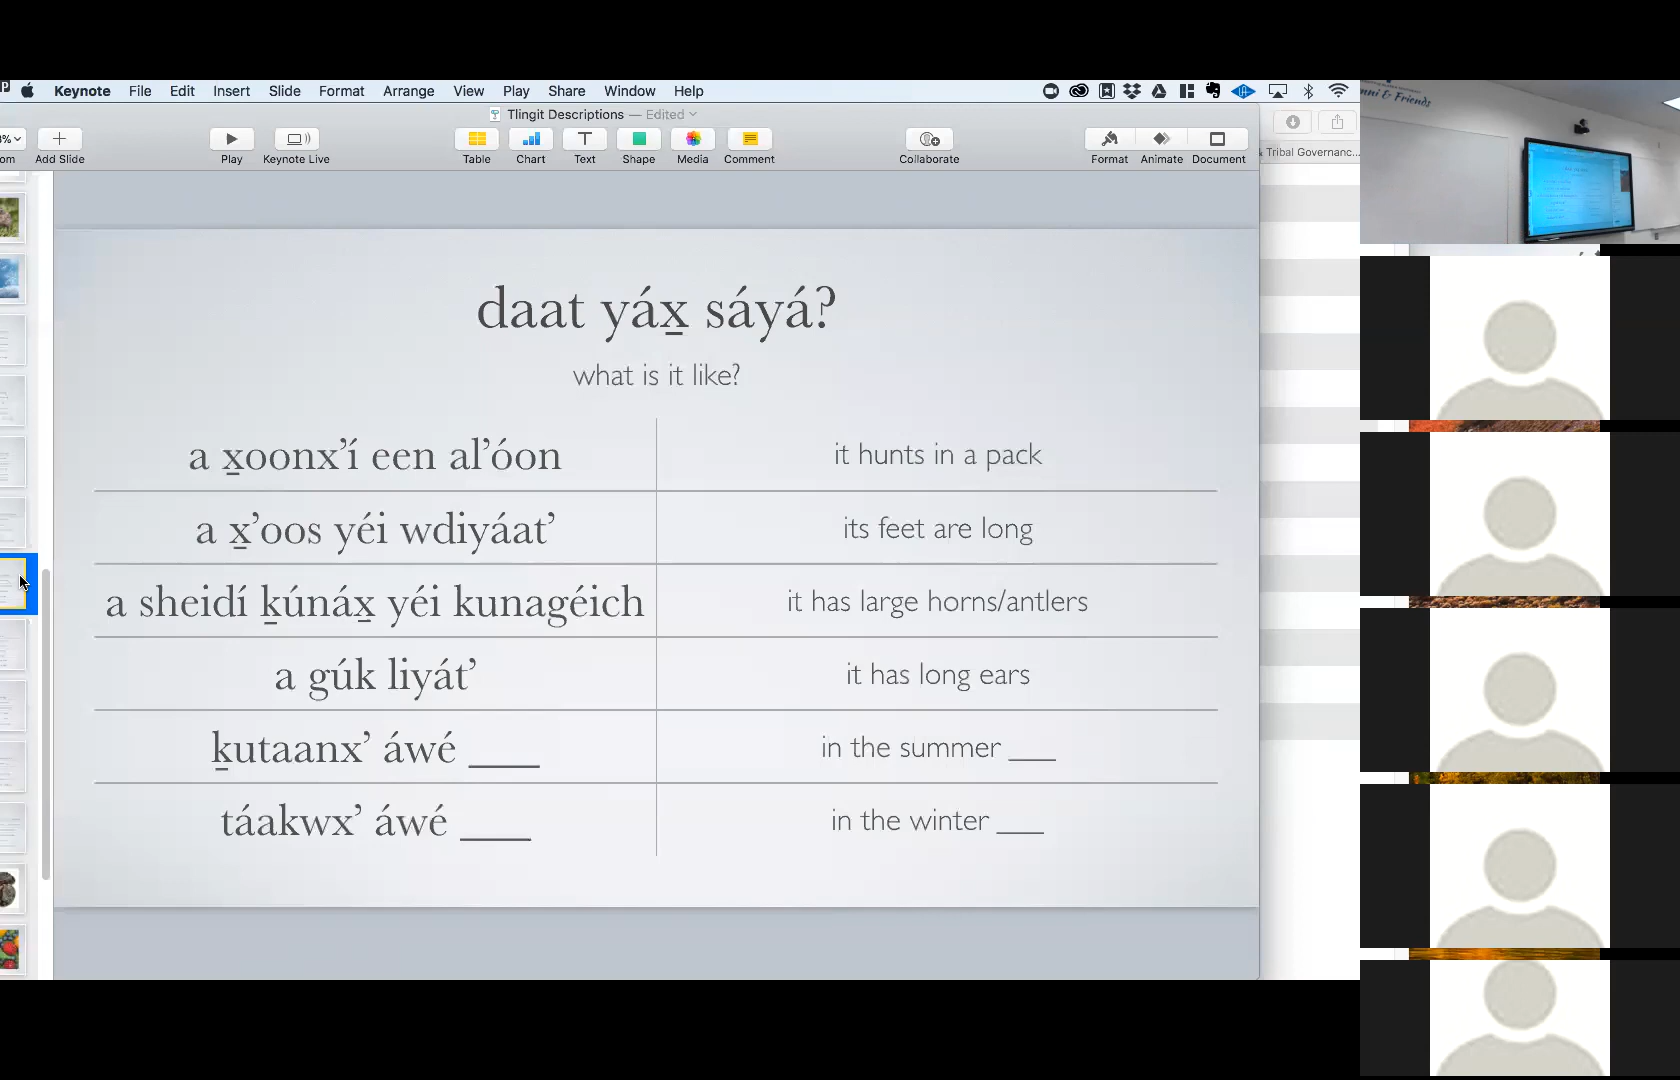 Keynote File Edit Insert Slide Format Arrange View Play Share Window Help
Tlingit Descriptions — Edited
Add Slide Play Keynote Live Table Chart Text Shape Media Comment Collaborate Format Animate Document
Tribal Governanc...
nni & Friends
daat yáx̱ sáyá?
what is it like?
a x̱oonx’í een al’óon it hunts in a pack
a x̱’oos yéi wdiyáat’ its feet are long
a sheidí ḵúnáx̱ yéi kunagéich it has large horns/antlers
a gúk liyát’ it has long ears
ḵutaanx’ áwé ____ in the summer ___
táakwx’ áwé ____ in the winter ___